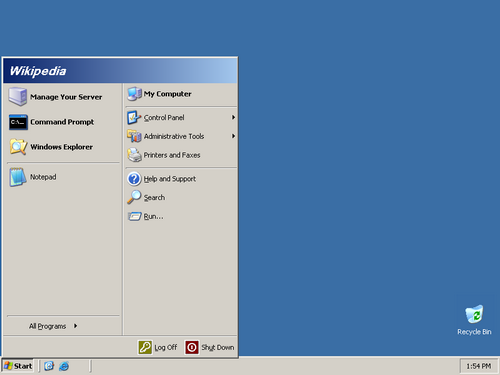 Wikipedia
Manage Your Server
Command Prompt
Windows Explorer
Notepad
All Programs
My Computer
Control Panel
Administrative Tools
Printers and Faxes
Help and Support
Search
Run...
Log Off
Shut Down
Recycle Bin
Start
1:54 PM